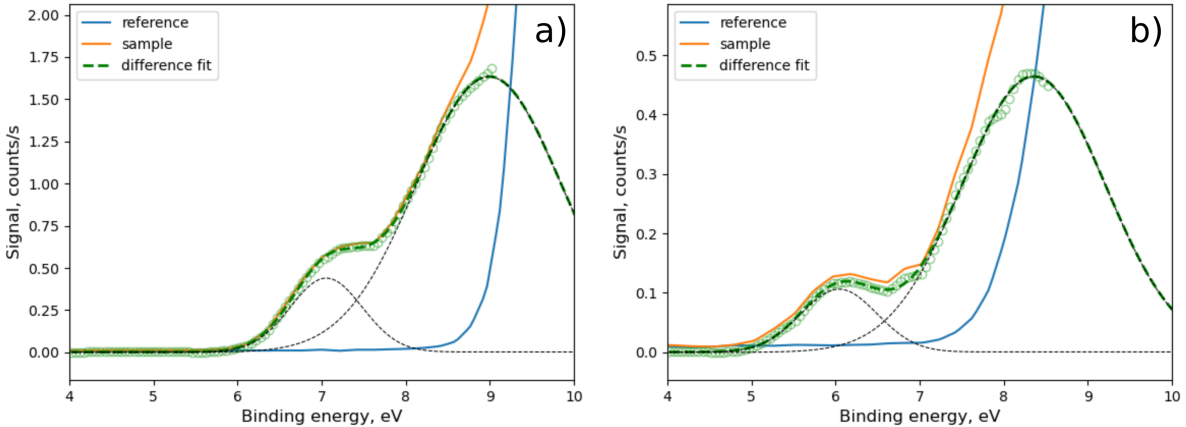 a)
reference
sample
difference fit
2.00
1.75
1.50
1.25
1.00
0.75
0.50
0.25
0.00
Signal, counts/s
4 5 6 7 8 9 10
Binding energy, eV
b)
reference
sample
difference fit
0.5
0.4
0.3
0.2
0.1
0.0
Signal, counts/s
4 5 6 7 8 9 10
Binding energy, eV